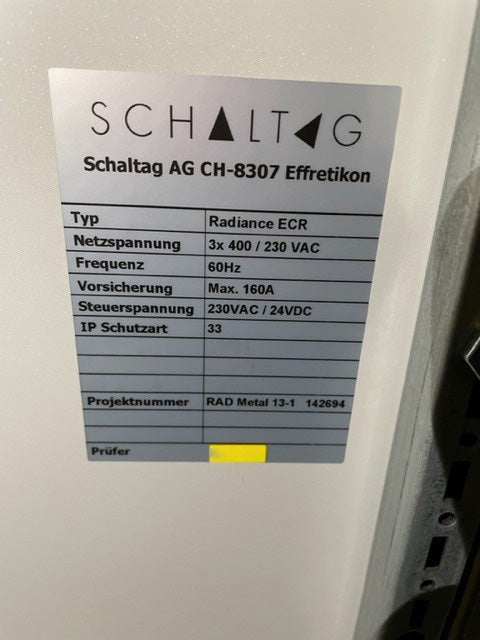 SCHALTAG
Schaltag AG CH-8307 Effretikon
Typ Radiance ECR
Netzspannung 3x 400 / 230 VAC
Frequenz 60Hz
Vorsicherung Max. 160A
Steuerspannung 230VAC / 24VDC
IP Schutzart 33
Projektnummer RAD Metal 13-1 142694
Prüfer